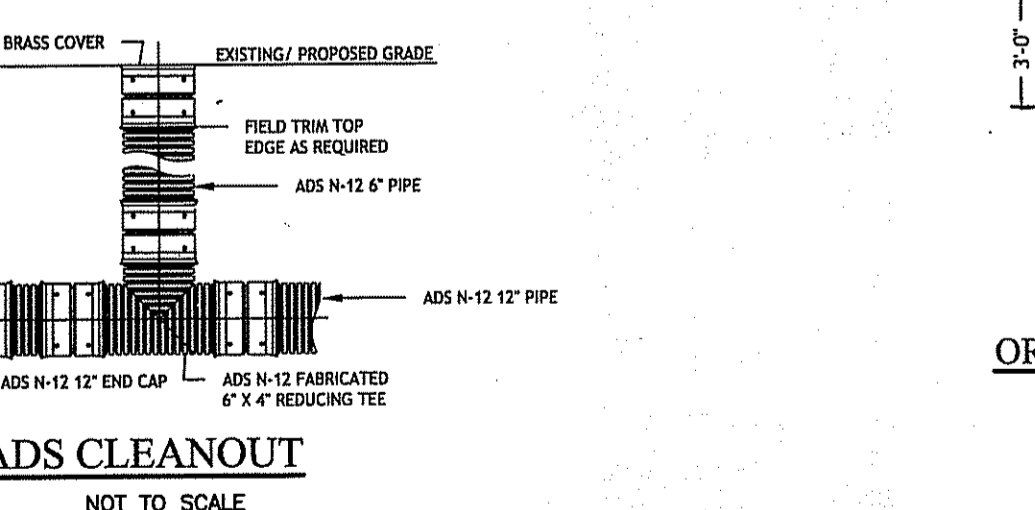 BRASS COVER
EXISTING/ PROPOSED GRADE
3'-0"
FIELD TRIM TOP
EDGE AS REQUIRED
ADS N-12 6" PIPE
ADS N-12 12" PIPE
ADS N-12 12" END CAP
ADS N-12 FABRICATED
6" X 4" REDUCING TEE
OR
ADS CLEANOUT
NOT TO SCALE